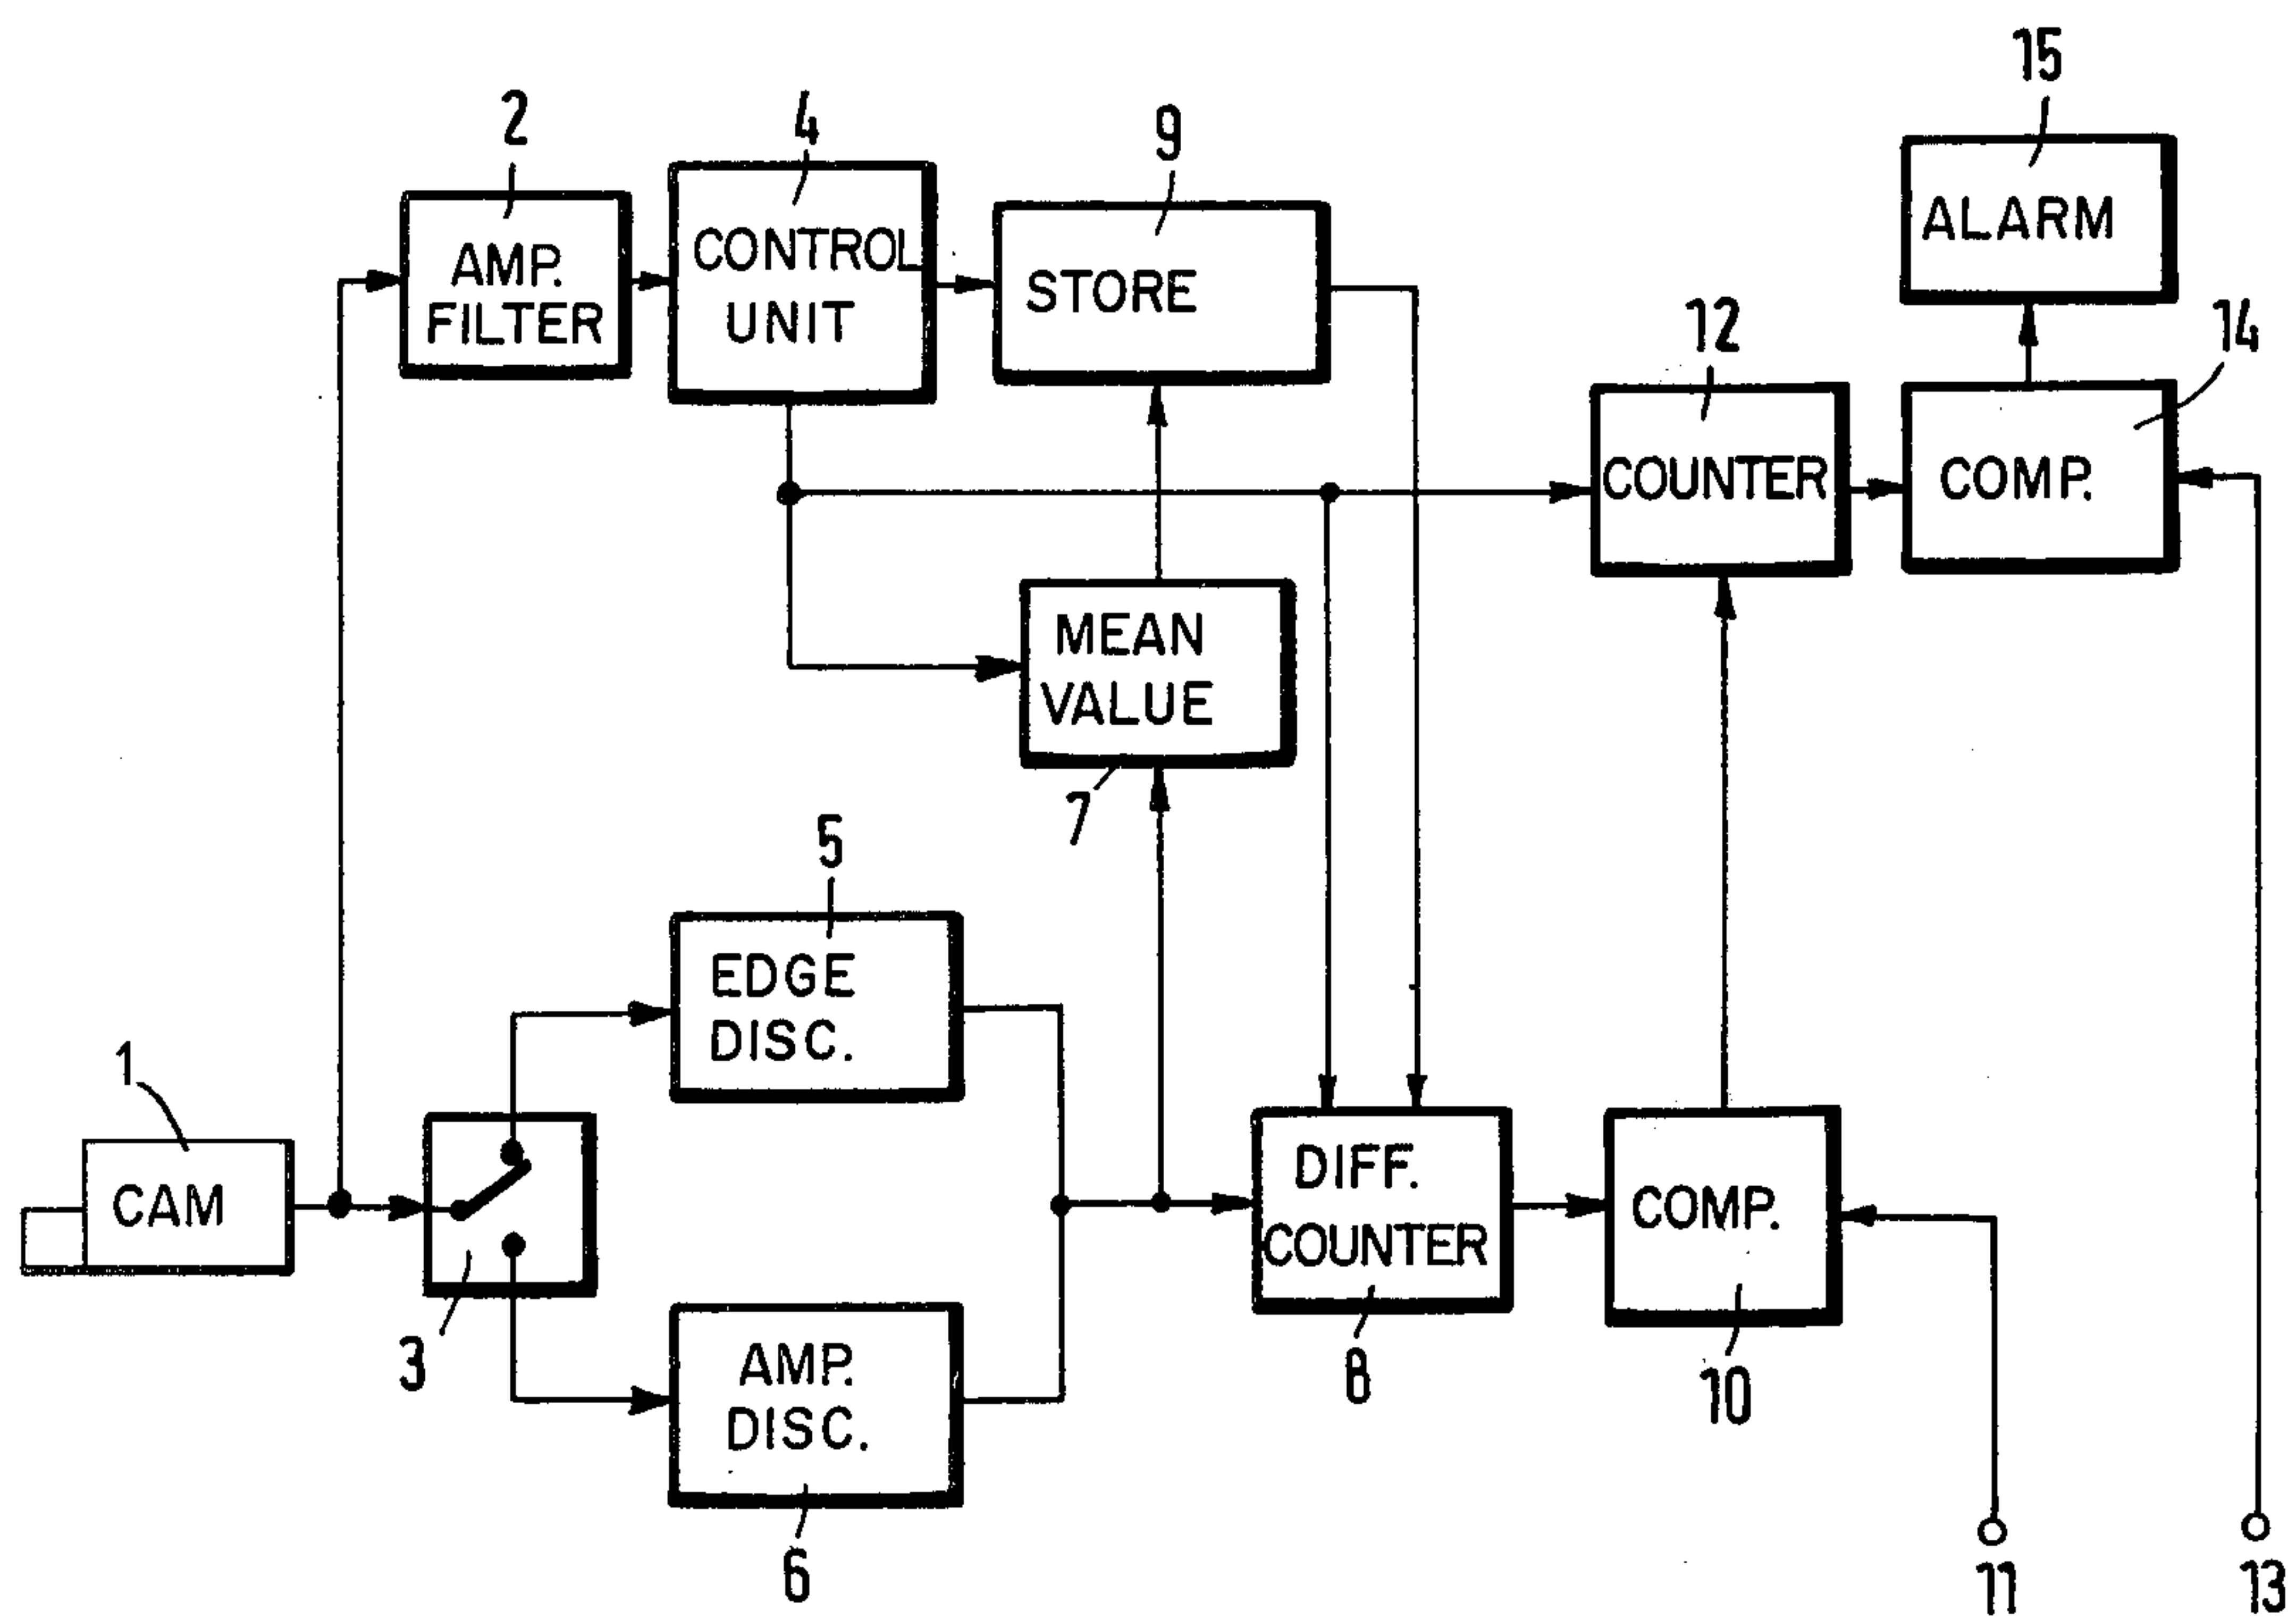 15
2
4
9
AMP.
FILTER
CONTROL
UNIT
STORE
ALARM
12
14
COUNTER
COMP.
MEAN
VALUE
7
5
EDGE
DISC.
1
CAM
3
DIFF.
COUNTER
8
COMP.
10
AMP.
DISC.
6
11
13